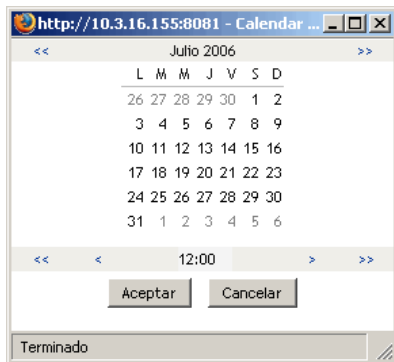 http://10.3.16.155:8081 - Calendar ...
<< Julio 2006 >>
L M M J V S D
26 27 28 29 30 1 2
3 4 5 6 7 8 9
10 11 12 13 14 15 16
17 18 19 20 21 22 23
24 25 26 27 28 29 30
31 1 2 3 4 5 6
<< < 12:00 > >>
Aceptar Cancelar
Terminado